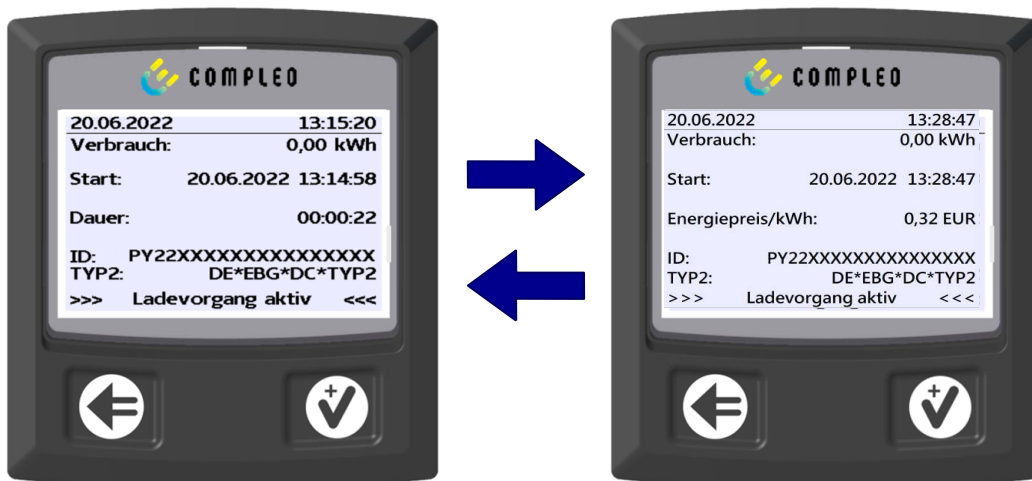 COMPLEO
20.06.2022 13:15:20
Verbrauch: 0,00 kWh
Start: 20.06.2022 13:14:58
Dauer: 00:00:22
ID: PY22XXXXXXXXXXXXXXXX
TYP2: DE*EBG*DC*TYP2
>>> Ladevorgang aktiv <<<
COMPLEO
20.06.2022 13:28:47
Verbrauch: 0,00 kWh
Start: 20.06.2022 13:28:47
Energiepreis/kWh: 0,32 EUR
ID: PY22XXXXXXXXXXXXXXX
TYP2: DE*EBG*DC*TYP2
>>> Ladevorgang aktiv <<<